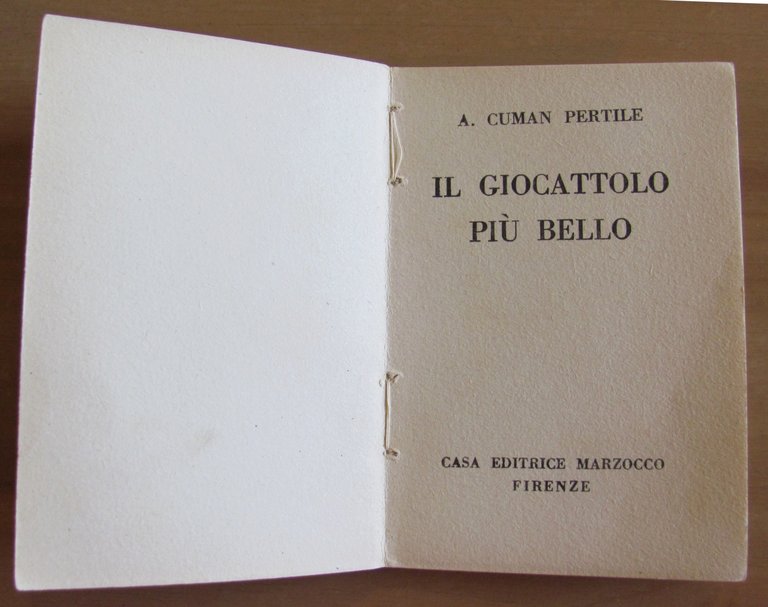 A. CUMAN PERTILE
IL GIOCATTOLO
PIÙ BELLO
CASA EDITRICE MARZOCCO
FIRENZE